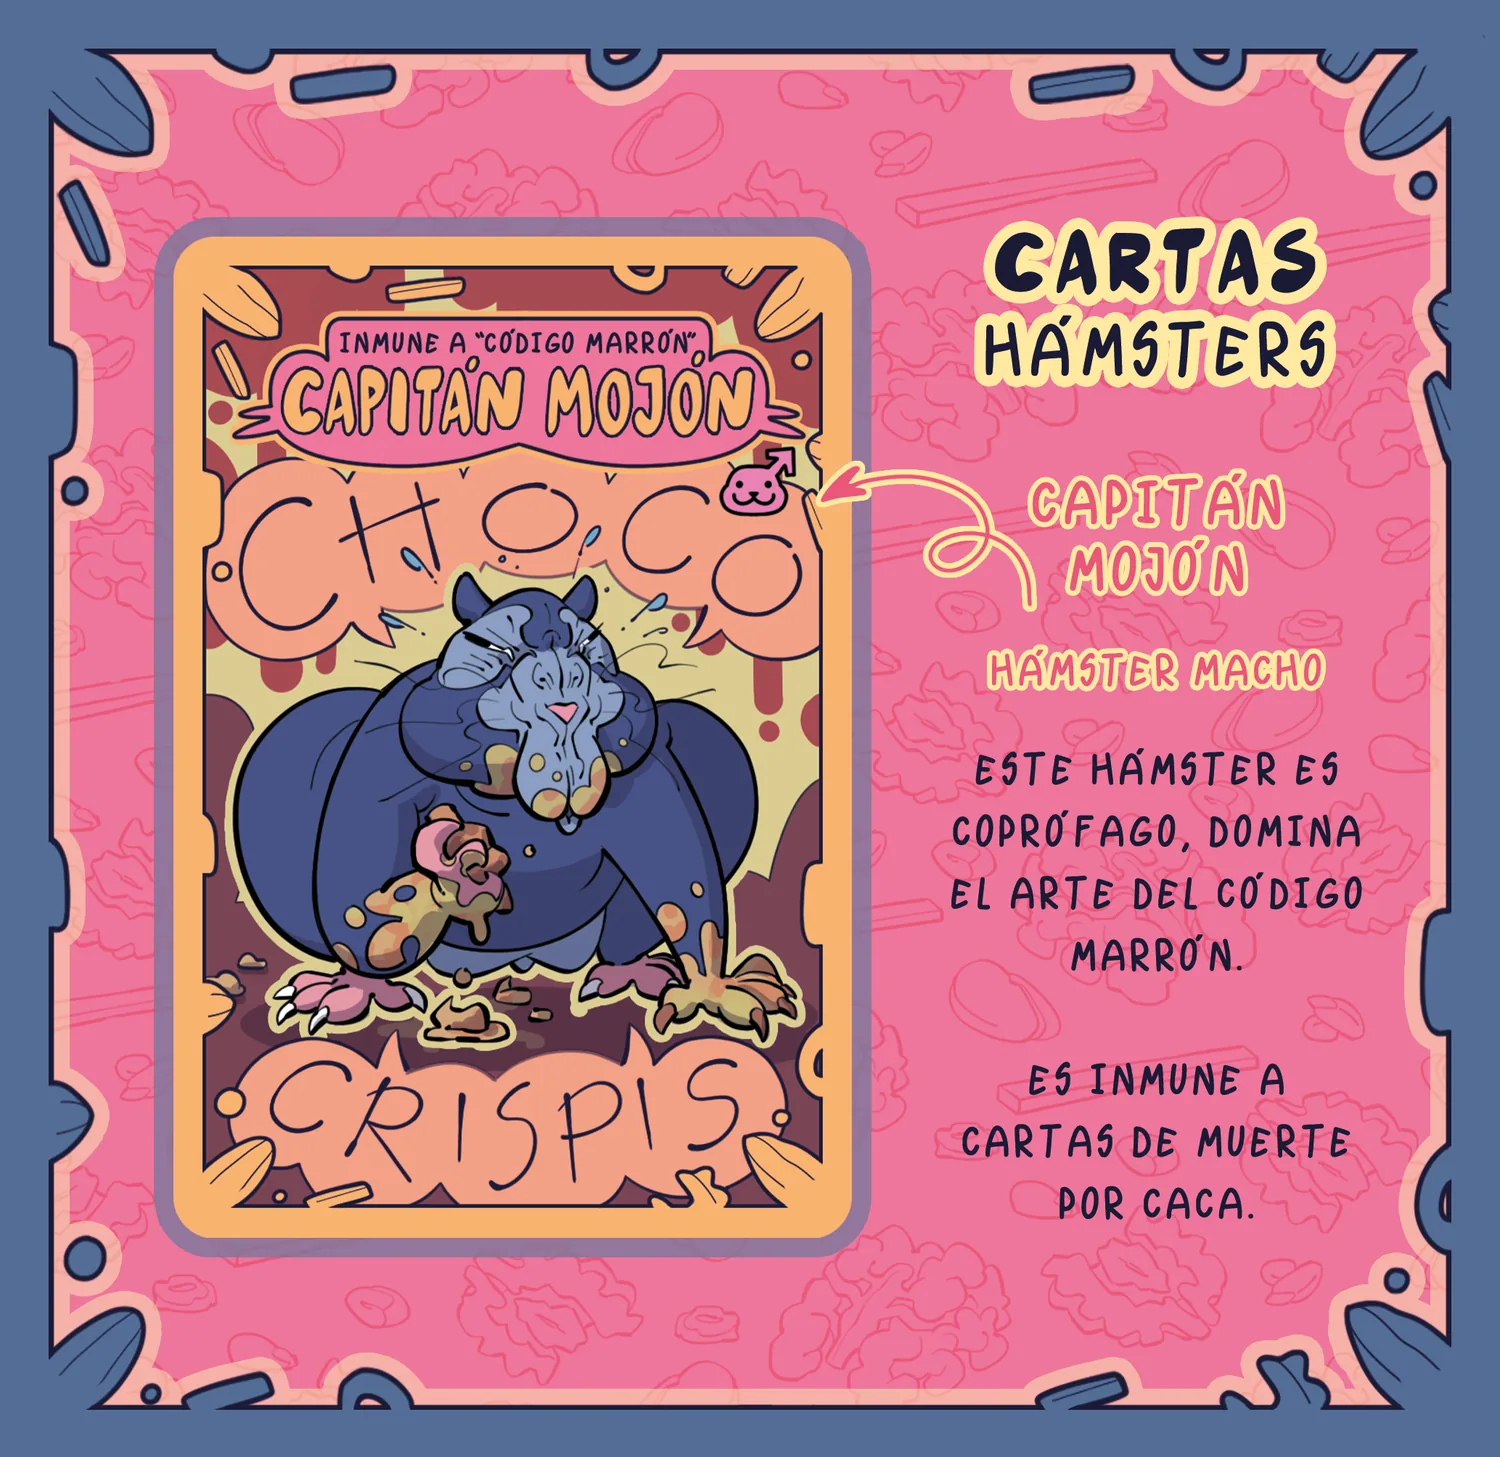 INMUNE A "CÓDIGO MARRÓN"
CAPITÁN MOJÓN
CHOCO
CRISPIS
CARTAS
HÁMSTERS
CAPITÁN
MOJÓN
HÁMSTER MACHO
ESTE HÁMSTER ES
COPRÓFAGO, DOMINA
EL ARTE DEL CÓDIGO
MARRÓN.
ES INMUNE A
CARTAS DE MUERTE
POR CACA.